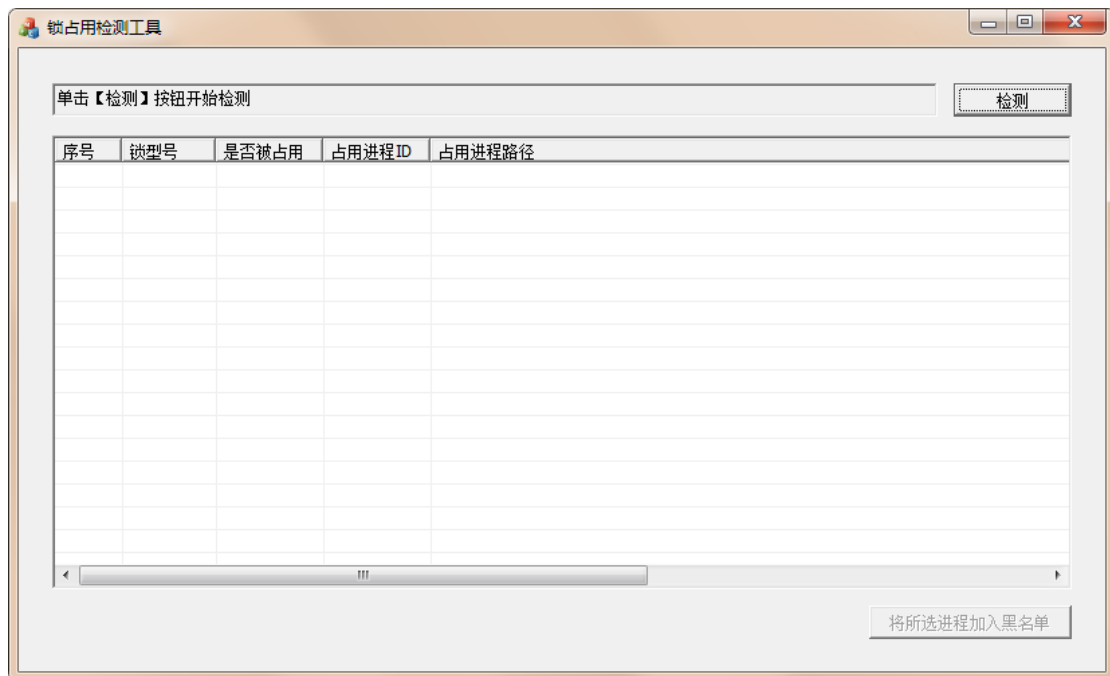 锁占用检测工具
单击【检测】按钮开始检测
检测
序号 锁型号 是否被占用 占用进程ID 占用进程路径
将所选进程加入黑名单